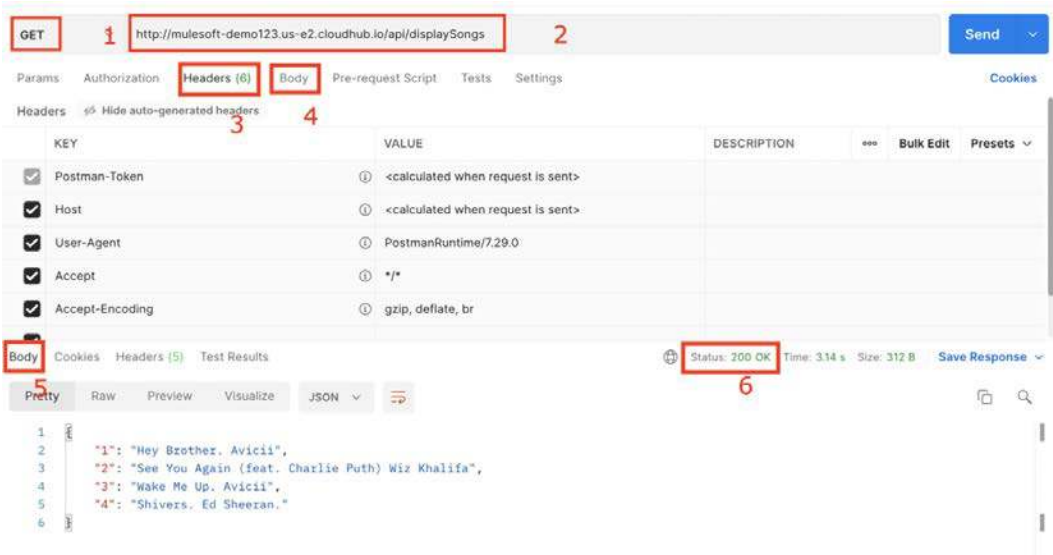 GET 1 http://mulesoft-demo123.us-e2.cloudhub.io/api/displaySongs 2 Send
Params Authorization Headers (6) Body Pre-request Script Tests Settings Cookies
Headers Hide auto-generated headers
3 4
KEY VALUE DESCRIPTION ooo Bulk Edit Presets
Postman-Token <calculated when request is sent>
Host <calculated when request is sent>
User-Agent PostmanRuntime/7.29.0
Accept */*
Accept-Encoding gzip, deflate, br
Body Cookies Headers (5) Test Results Status: 200 OK Time: 3.14 s Size: 312 B Save Response
5 6
Pretty Raw Preview Visualize JSON
1 {
2 "1": "Hey Brother. Avicii",
3 "2": "See You Again (feat. Charlie Puth) Wiz Khalifa",
4 "3": "Wake Me Up. Avicii",
5 "4": "Shivers. Ed Sheeran."
6 }